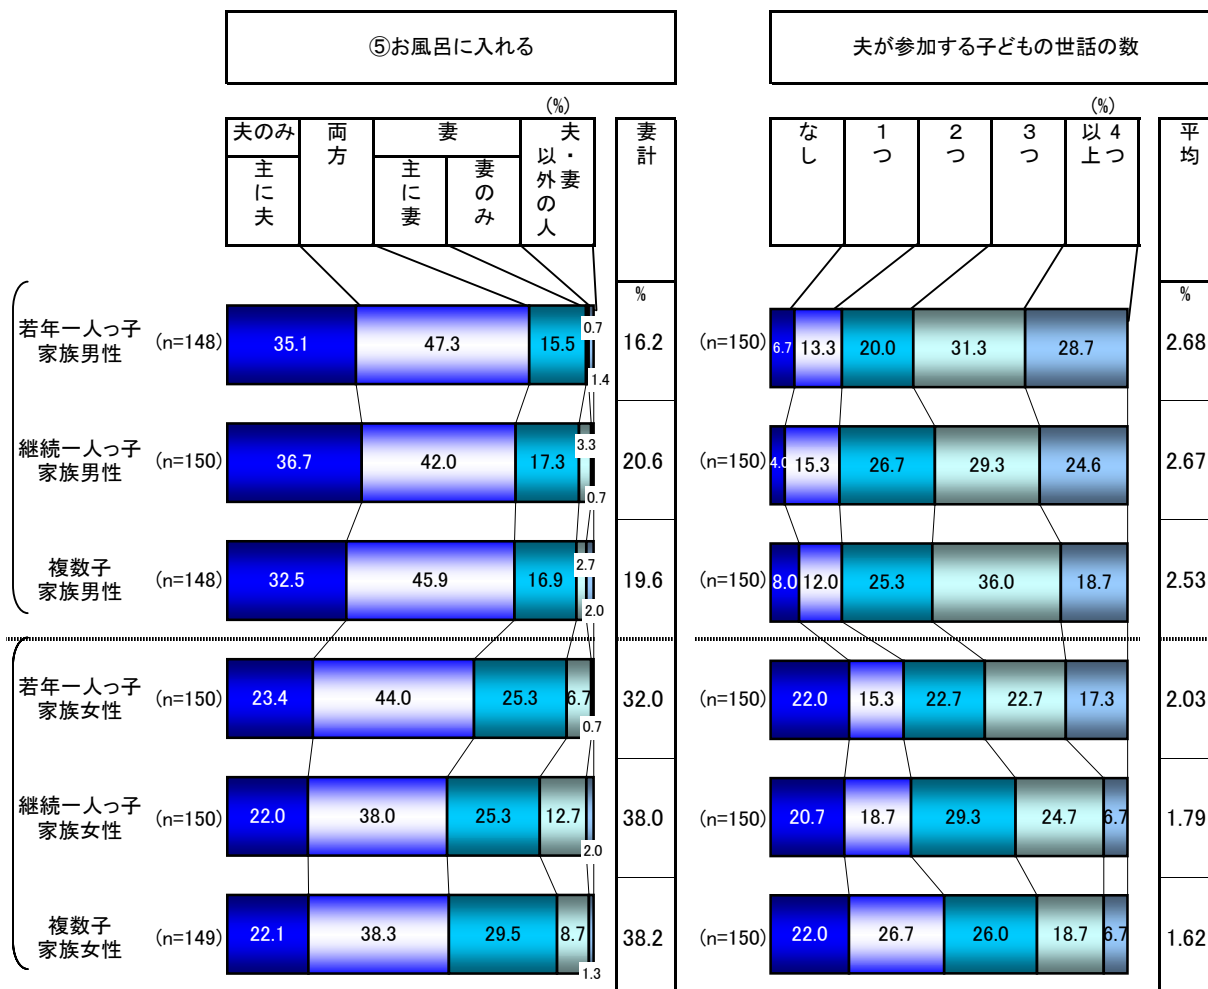 ⑤お風呂に入れる
夫が参加する子どもの世話の数
(%)
夫のみ
主に夫
両方
妻
主に妻
妻のみ
夫・妻
以外の人
妻計
(%)
なし
1つ
2つ
3つ
4つ
以上
平均
%
%
若年一人っ子
家族男性
(n=148)
35.1
47.3
15.5
0.7
1.4
16.2
(n=150)
6.7
13.3
20.0
31.3
28.7
2.68
継続一人っ子
家族男性
(n=150)
36.7
42.0
17.3
3.3
0.7
20.6
(n=150)
4.0
15.3
26.7
29.3
24.6
2.67
複数子
家族男性
(n=148)
32.5
45.9
16.9
2.7
2.0
19.6
(n=150)
8.0
12.0
25.3
36.0
18.7
2.53
若年一人っ子
家族女性
(n=150)
23.4
44.0
25.3
6.7
0.7
32.0
(n=150)
22.0
15.3
22.7
22.7
17.3
2.03
継続一人っ子
家族女性
(n=150)
22.0
38.0
25.3
12.7
2.0
38.0
(n=150)
20.7
18.7
29.3
24.7
6.7
1.79
複数子
家族女性
(n=149)
22.1
38.3
29.5
8.7
1.3
38.2
(n=150)
22.0
26.7
26.0
18.7
6.7
1.62